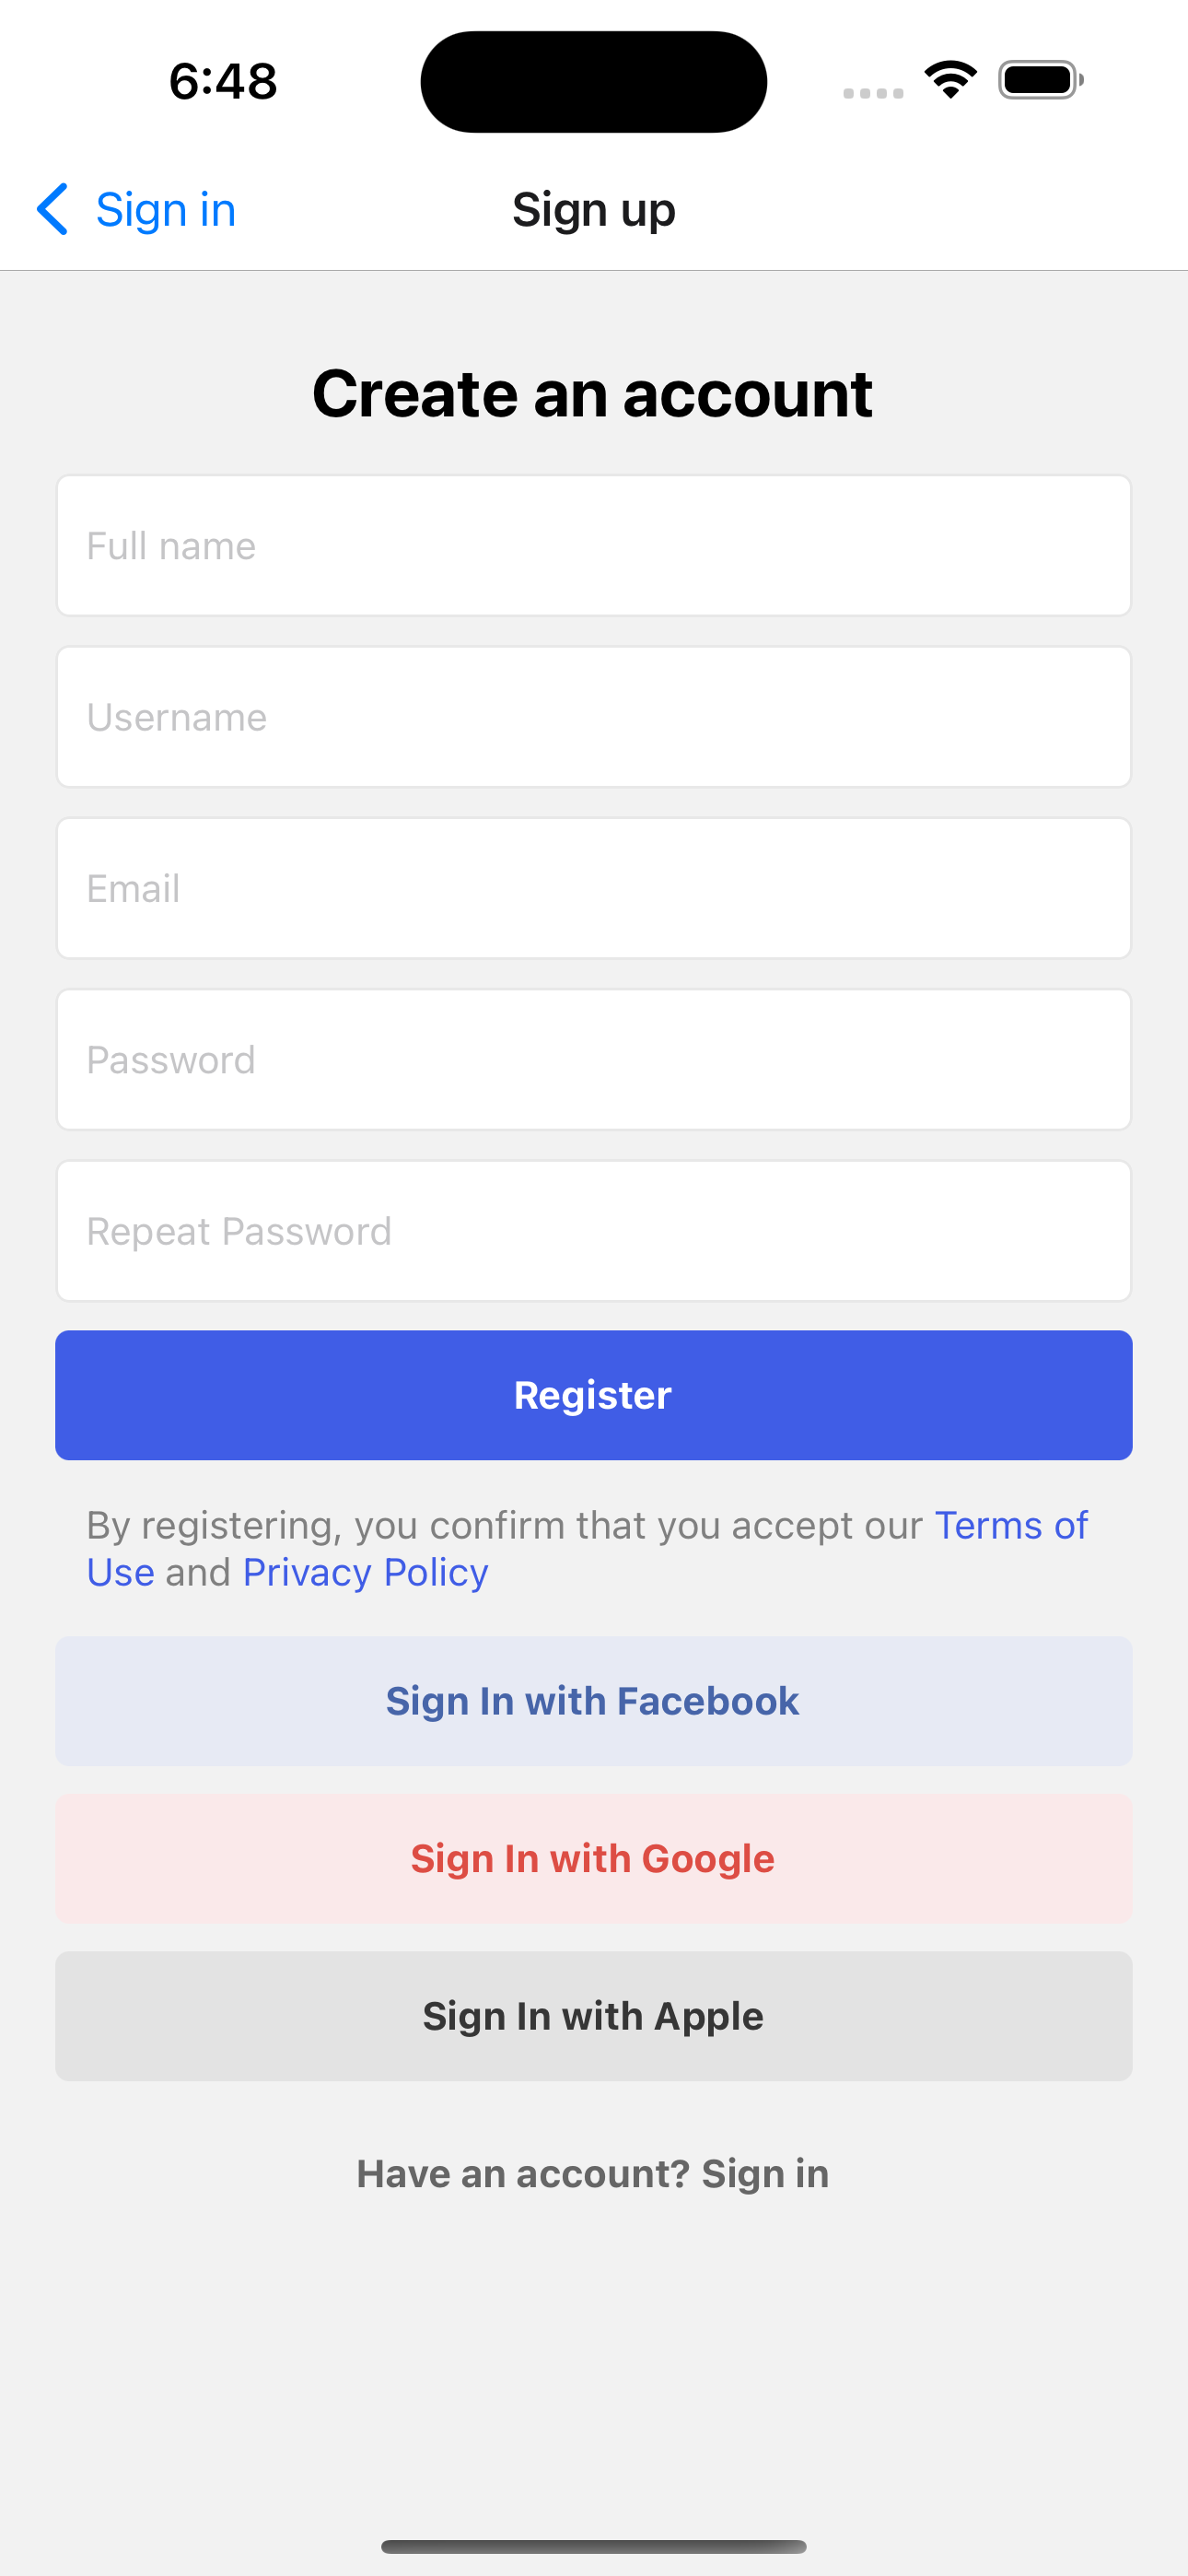 6:48
Sign in
Sign up
Create an account
Full name
Username
Email
Password
Repeat Password
Register
By registering, you confirm that you accept our Terms of
Use and Privacy Policy
Sign In with Facebook
Sign In with Google
Sign In with Apple
Have an account? Sign in